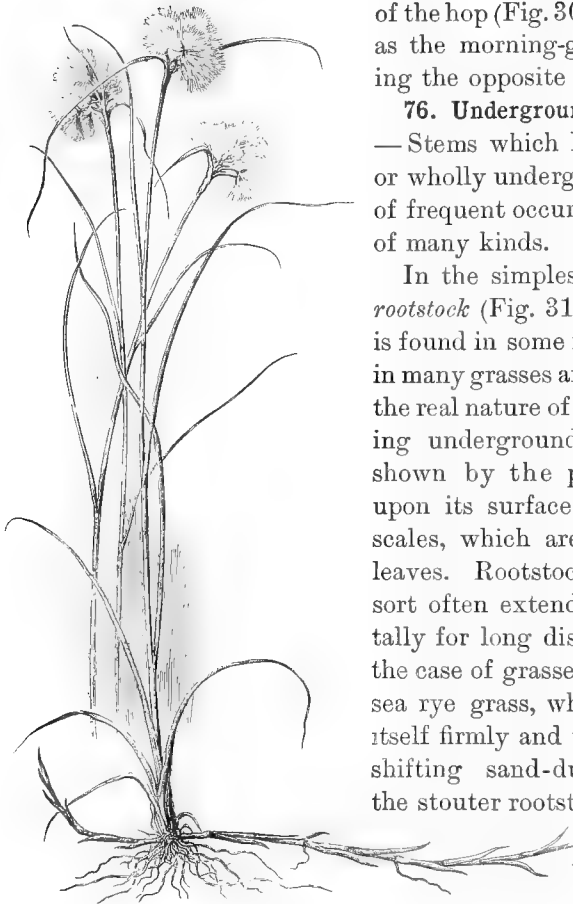 of the hop (Fig. 3
as the morning-g
ing the opposite
76. Undergroun
— Stems which
or wholly underg
of frequent occur
of many kinds.
In the simples
rootstock (Fig. 31
is found in some
in many grasses a
the real nature of
ing underground
shown by the
upon its surface
scales, which are
leaves. Rootstoc
sort often extend
tally for long dis
the case of grasse
sea rye grass, wh
itself firmly and
shifting sand-du
the stouter rootst